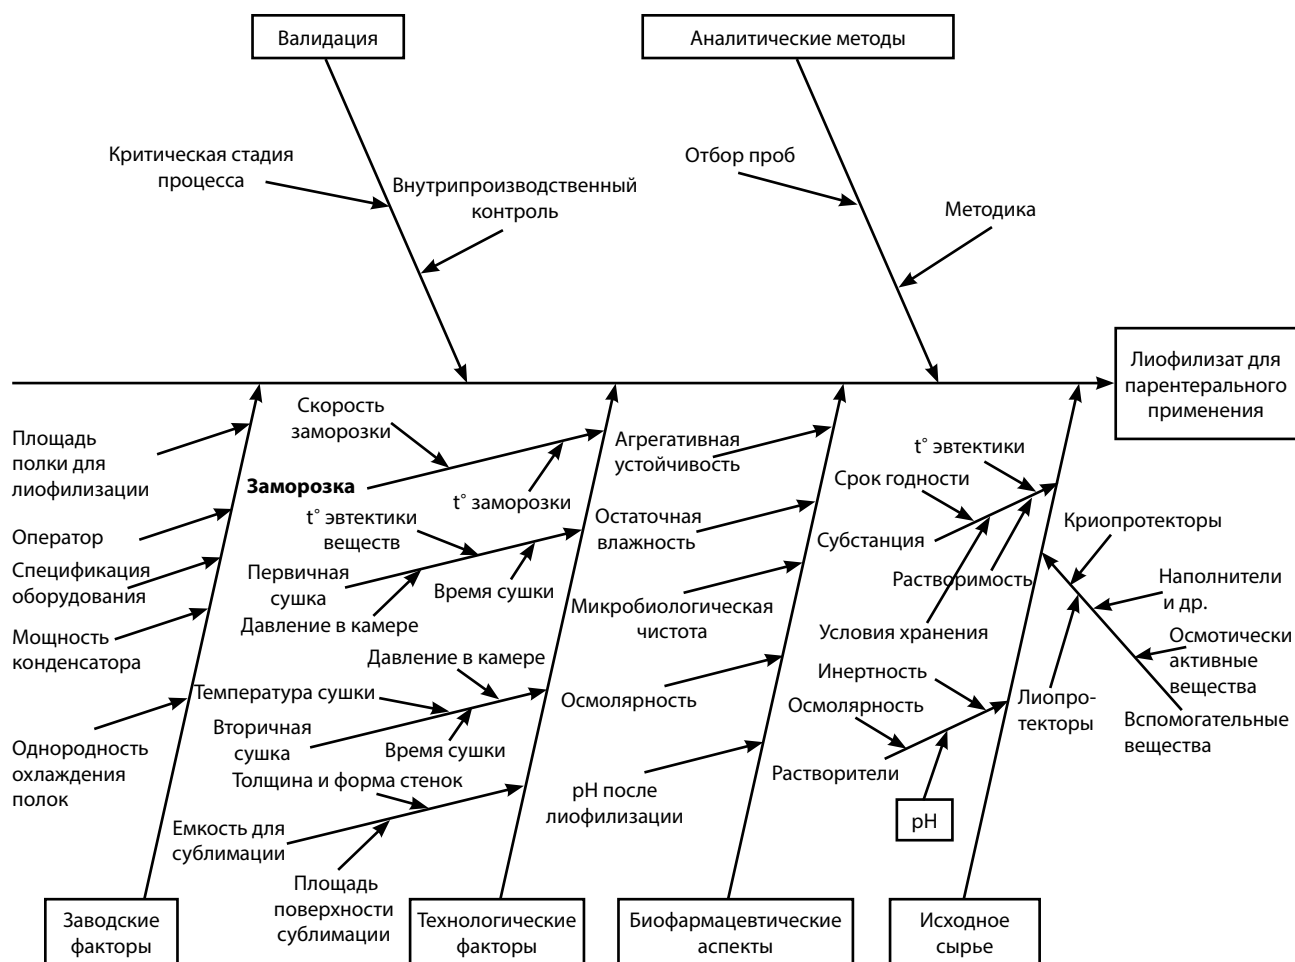 Валидация
Аналитические методы
Критическая стадия
процесса
Внутрипроизводственный
контроль
Отбор проб
Методика
Лиофилизат для
парентерального
применения
Площадь
полки для
лиофилизации
Оператор
Спецификация
оборудования
Мощность
конденсатора
Однородность
охлаждения
полок
Заводские
факторы
Скорость
заморозки
Заморозка
t° заморозки
t° эвтектики
веществ
Первичная
сушка
Время сушки
Давление в камере
Давление в камере
Температура сушки
Вторичная
сушка
Время сушки
Толщина и форма стенок
Емкость для
сублимации
Площадь
поверхности
сублимации
Технологические
факторы
Агрегативная
устойчивость
Остаточная
влажность
Микробиологическая
чистота
Осмолярность
pH после
лиофилизации
Биофармацевтические
аспекты
t° эвтектики
Срок годности
Субстанция
Растворимость
Условия хранения
Криопротекторы
Наполнители
и др.
Осмотически
активные
вещества
Лиопро-
текторы
Вспомогательные
вещества
Инертность
Осмолярность
Растворители
pH
Исходное
сырье